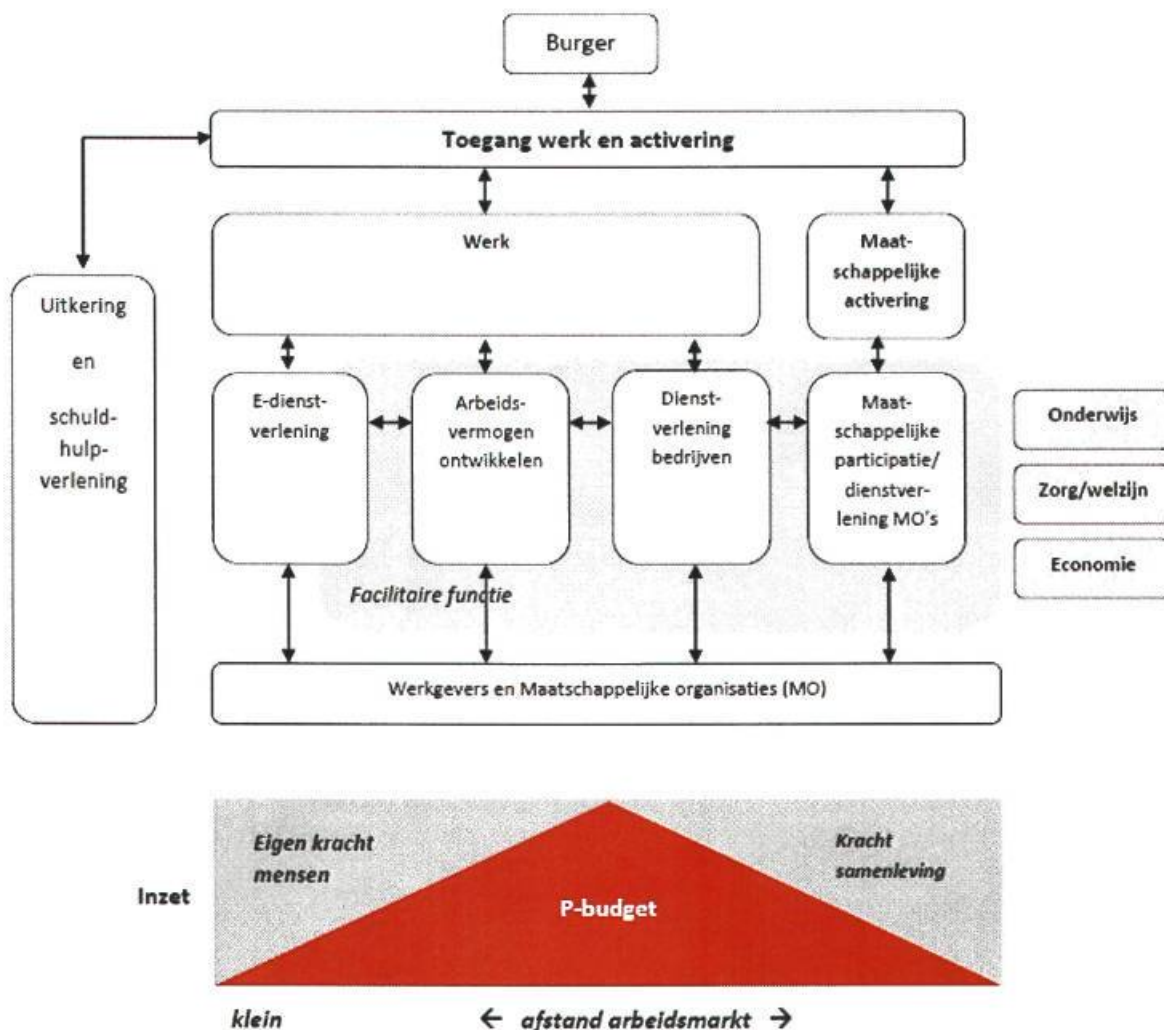 Burger
Toegang werk en activering
Werk
Maat-
schappelijke
activering
Uitkering
en
schuld-
hulp-
verlening
E-dienst-
verlening
Arbeids-
vermogen
ontwikkelen
Dienst-
verlening
bedrijven
Maat-
schappelijke
participatie/
dienstver-
lening MO's
Onderwijs
Zorg/welzijn
Economie
Facilitaire functie
Werkgevers en Maatschappelijke organisaties (MO)
Eigen kracht
mensen
Kracht
samenleving
Inzet
P-budget
klein ← afstand arbeidsmarkt →